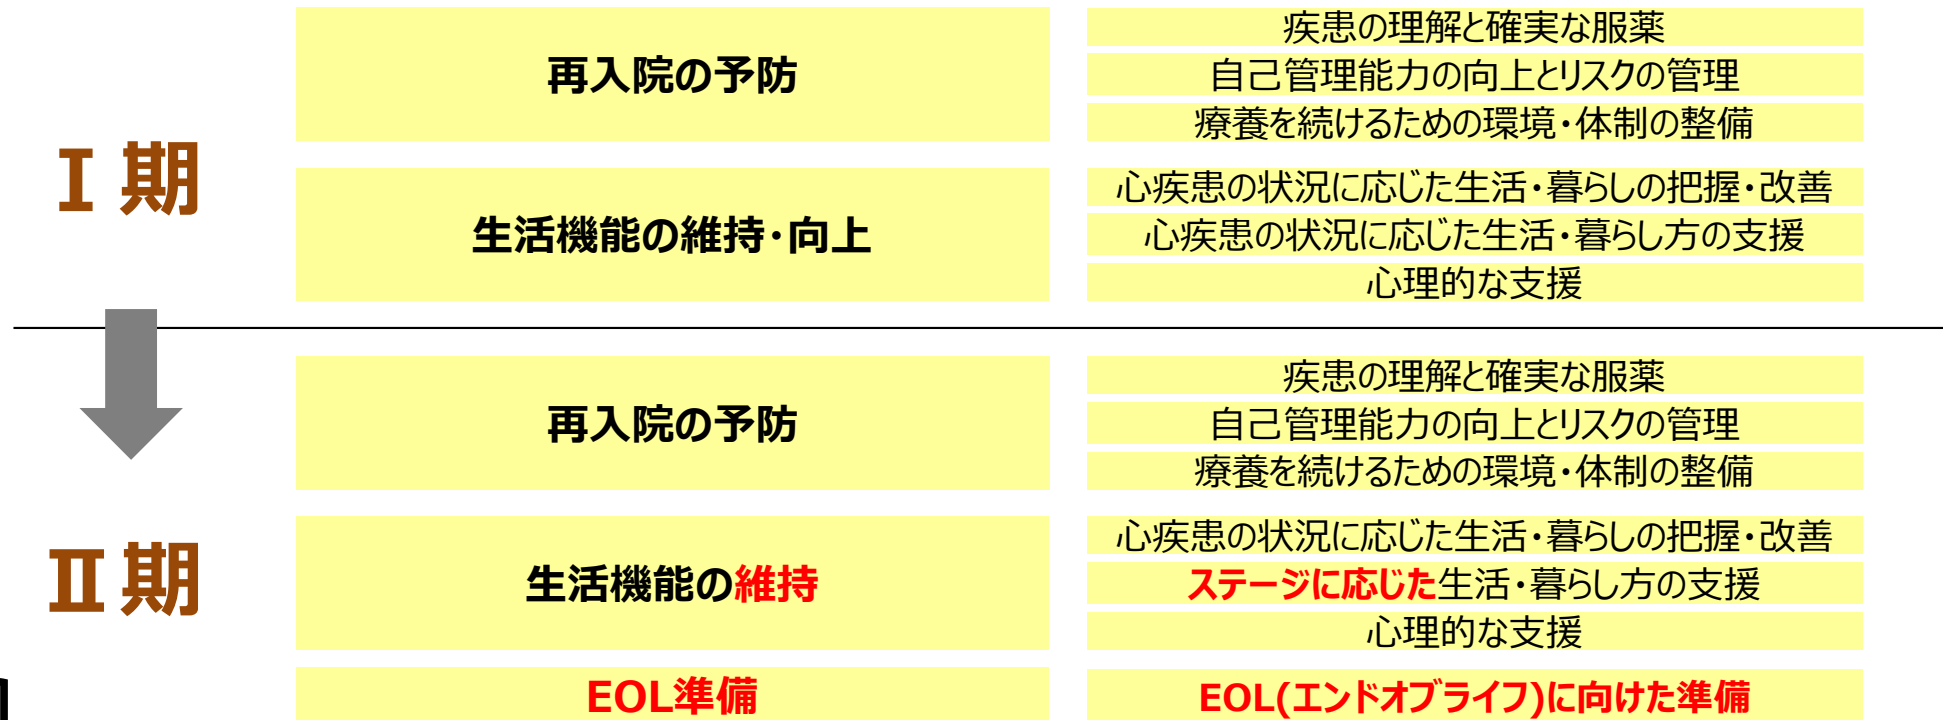 Ⅰ期
再入院の予防
疾患の理解と確実な服薬
自己管理能力の向上とリスクの管理
療養を続けるための環境・体制の整備
生活機能の維持・向上
心疾患の状況に応じた生活・暮らしの把握・改善
心疾患の状況に応じた生活・暮らし方の支援
心理的な支援
Ⅱ期
再入院の予防
疾患の理解と確実な服薬
自己管理能力の向上とリスクの管理
療養を続けるための環境・体制の整備
生活機能の維持
心疾患の状況に応じた生活・暮らしの把握・改善
ステージに応じた生活・暮らし方の支援
心理的な支援
EOL準備
EOL(エンドオブライフ)に向けた準備